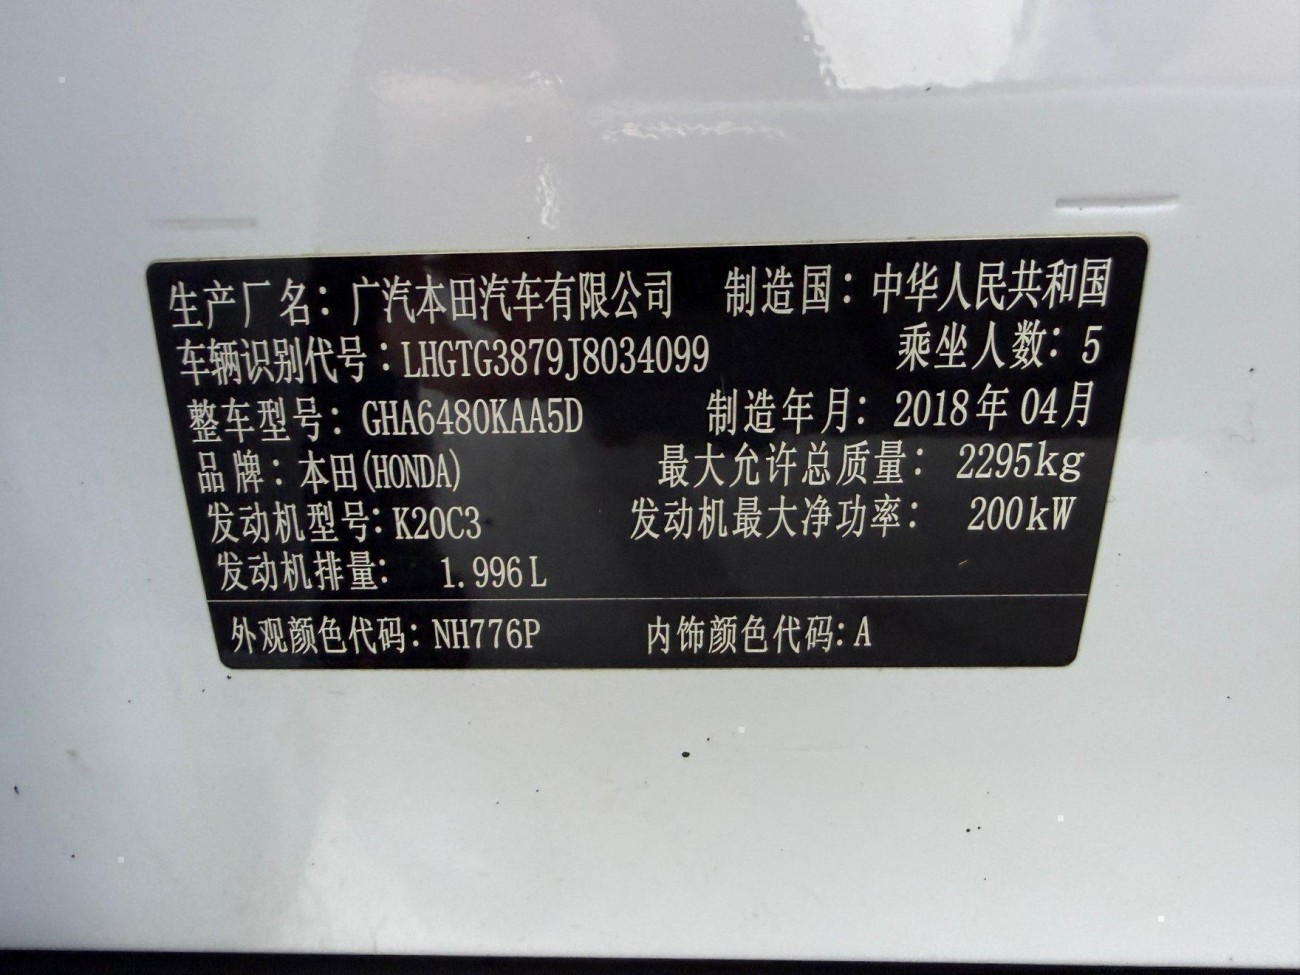 生产厂名：广汽本田汽车有限公司 制造国：中华人民共和国
车辆识别代号：LHGTG3879J8034099 乘坐人数：5
整车型号：GHA6480KAA5D 制造年月：2018年04月
品牌：本田(HONDA) 最大允许总质量：2295kg
发动机型号：K20C3 发动机最大净功率：200kW
发动机排量：1.996L
外观颜色代码：NH776P 内饰颜色代码：A